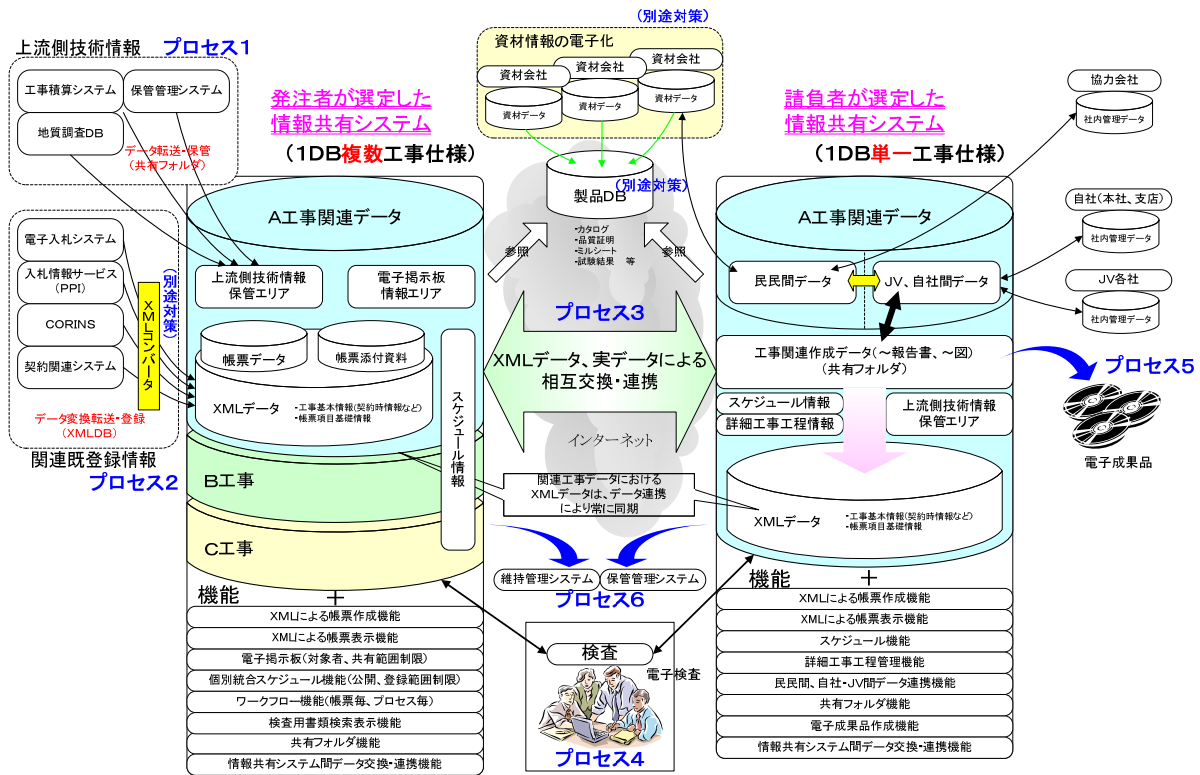 上流側技術情報
プロセス1
工事積算システム
保管管理システム
地質調査DB
データ転送・保管
(共有フォルダ)
発注者が選定した
情報共有システム
(1DB複数工事仕様)
(別途対策)
資材情報の電子化
資材会社
資材会社
資材会社
資材データ
資材データ
資材データ
請負者が選定した
情報共有システム
(1DB単一工事仕様)
協力会社
社内管理データ
自社(本社、支店)
社内管理データ
JV各社
社内管理データ
電子入札システム
入札情報サービス
(PPI)
CORINS
契約関連システム
XMLコンバータ
(別途対策)
データ変換転送・登録
(XMLDB)
関連既登録情報
プロセス2
A工事関連データ
上流側技術情報
保管エリア
電子掲示板
情報エリア
帳票データ
帳票添付資料
XMLデータ
・工事基本情報(契約時情報など)
・帳票項目基礎情報
スケジュール情報
B工事
C工事
製品DB
(別途対策)
・カタログ
・品質証明
・ミルシート
・試験結果 等
参照
参照
プロセス3
XMLデータ、実データによる
相互交換・連携
インターネット
関連工事データにおける
XMLデータは、データ連携
により常に同期
維持管理システム
保管管理システム
プロセス6
検査
電子検査
プロセス4
A工事関連データ
民民間データ
JV、自社間データ
工事関連作成データ(~報告書、~図)
(共有フォルダ)
スケジュール情報
詳細工事工程情報
上流側技術情報
保管エリア
XMLデータ
・工事基本情報(契約時情報など)
・帳票項目基礎情報
プロセス5
電子成果品
機能
+
XMLによる帳票作成機能
XMLによる帳票表示機能
電子掲示板(対象者、共有範囲制限)
個別統合スケジュール機能(公開、登録範囲制限)
ワークフロー機能(帳票毎、プロセス毎)
検査用書類検索表示機能
共有フォルダ機能
情報共有システム間データ交換・連携機能
機能
+
XMLによる帳票作成機能
XMLによる帳票表示機能
スケジュール機能
詳細工事工程管理機能
民民間、自社・JV間データ連携機能
共有フォルダ機能
電子成果品作成機能
情報共有システム間データ交換・連携機能